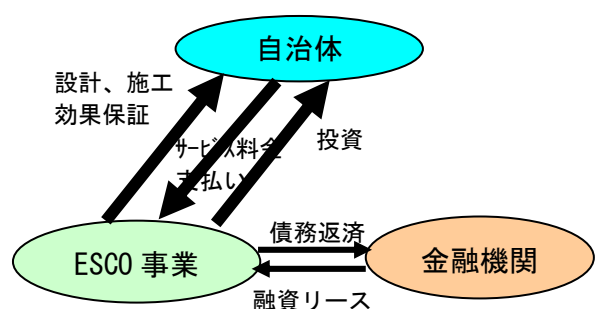 自治体
設計、施工
効果保証
サービス料金
支払い
投資
債務返済
ESCO 事業
金融機関
融資リース